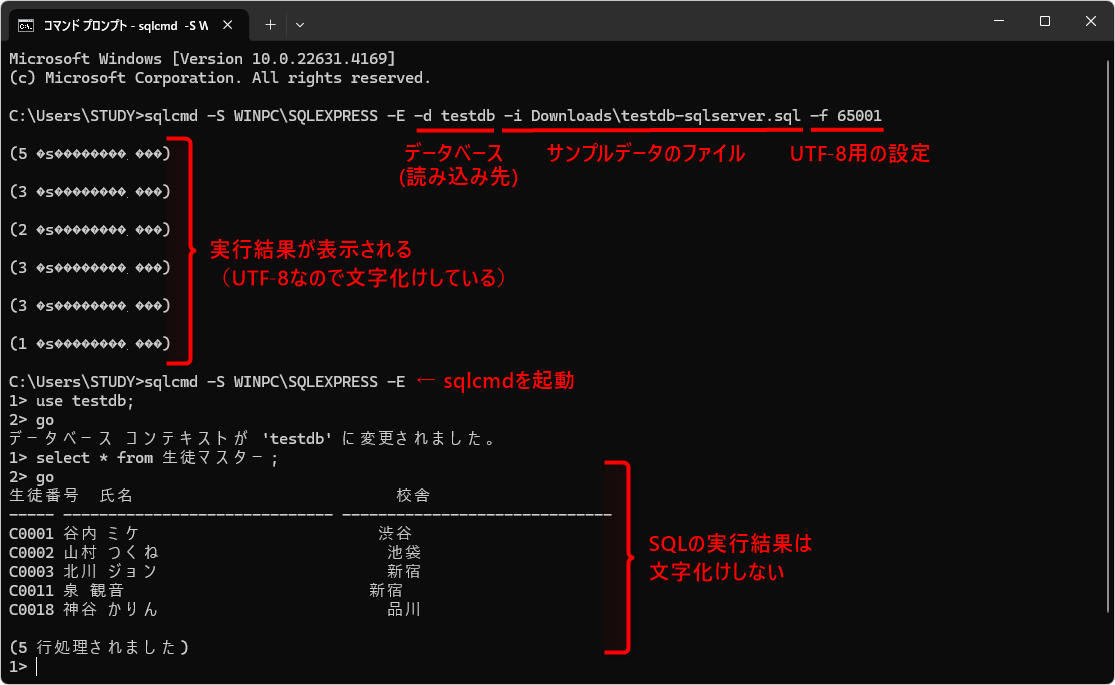 コマンド プロンプト - sqlcmd -S W
Microsoft Windows [Version 10.0.22631.4169]
(c) Microsoft Corporation. All rights reserved.
C:\Users\STUDY>sqlcmd -S WINPC\SQLEXPRESS -E -d testdb -i Downloads\testdb-sqlserver.sql -f 65001
データベース
(読み込み先)
サンプルデータのファイル
UTF-8用の設定
(5 �s��������܂���)
(3 �s��������܂���)
(2 �s��������܂���)
(3 �s��������܂���)
(3 �s��������܂���)
(1 �s��������܂���)
実行結果が表示される
（UTF-8なので文字化けしている）
C:\Users\STUDY>sqlcmd -S WINPC\SQLEXPRESS -E ← sqlcmdを起動
1> use testdb;
2> go
データベース コンテキストが 'testdb' に変更されました。
1> select * from 生徒マスター;
2> go
生徒番号 氏名 校舎
----- ------------------------------ ------------------------------
C0001 谷内 ミケ 渋谷
C0002 山村 つくね 池袋
C0003 北川 ジョン 新宿
C0011 泉 観音 新宿
C0018 神谷 かりん 品川
SQLの実行結果は
文字化けしない
(5 行処理されました)
1>